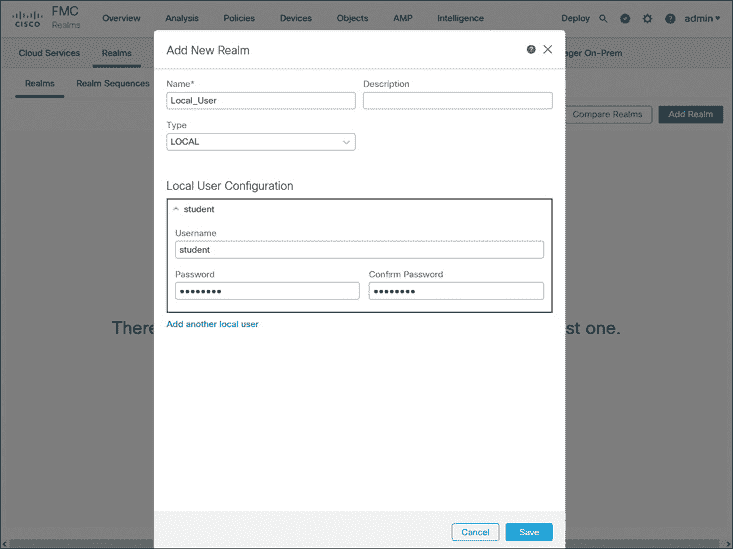 CISCO FMC Realms Overview Analysis Policies Devices Objects AMP Intelligence Deploy admin
Cloud Services Realms ager On-Prem
Realms Realm Sequences
Compare Realms Add Realm
Add New Realm
Name* Description
Local_User
Type
LOCAL
Local User Configuration
student
Username
student
Password Confirm Password
•••••••• ••••••••
Add another local user
There st one.
Cancel Save